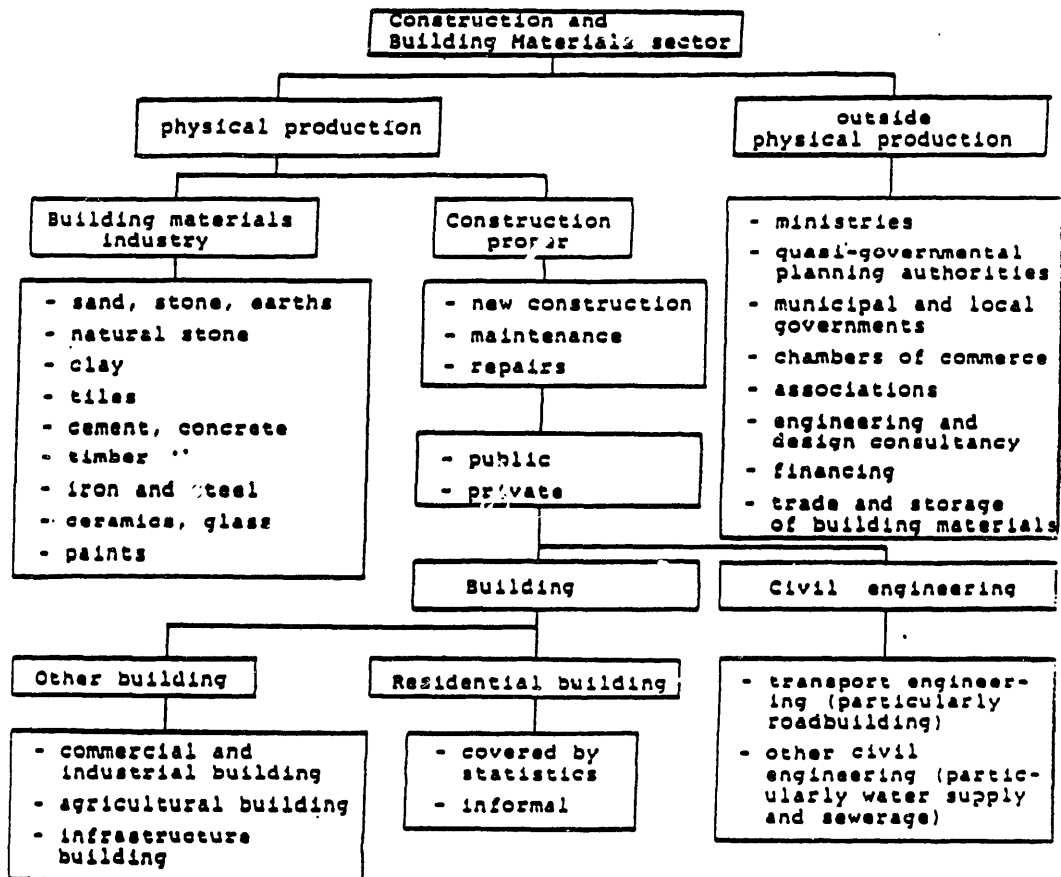 Construction and
Building Materials sector
physical production
outside
physical production
Building materials
industry
Construction
proper
- sand, stone, earths
- natural stone
- clay
- tiles
- cement, concrete
- timber
- iron and steel
- ceramics, glass
- paints
- new construction
- maintenance
- repairs
- public
- private
- ministries
- quasi-governmental
planning authorities
- municipal and local
governments
- chambers of commerce
- associations
- engineering and
design consultancy
- financing
- trade and storage
of building materials
Building
Civil engineering
Other building
Residential building
- commercial and
industrial building
- agricultural building
- infrastructure
building
- covered by
statistics
- informal
- transport engineer-
ing (particularly
roadbuilding)
- other civil
engineering (partic-
ularly water supply
and sewerage)